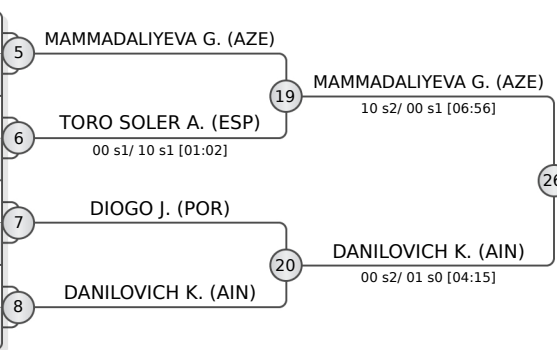 5
MAMMADALIYEVA G. (AZE)
19
MAMMADALIYEVA G. (AZE)
10 s2/ 00 s1 [06:56]
6
TORO SOLER A. (ESP)
00 s1/ 10 s1 [01:02]
26
7
DIOGO J. (POR)
20
DANILOVICH K. (AIN)
00 s2/ 01 s0 [04:15]
8
DANILOVICH K. (AIN)